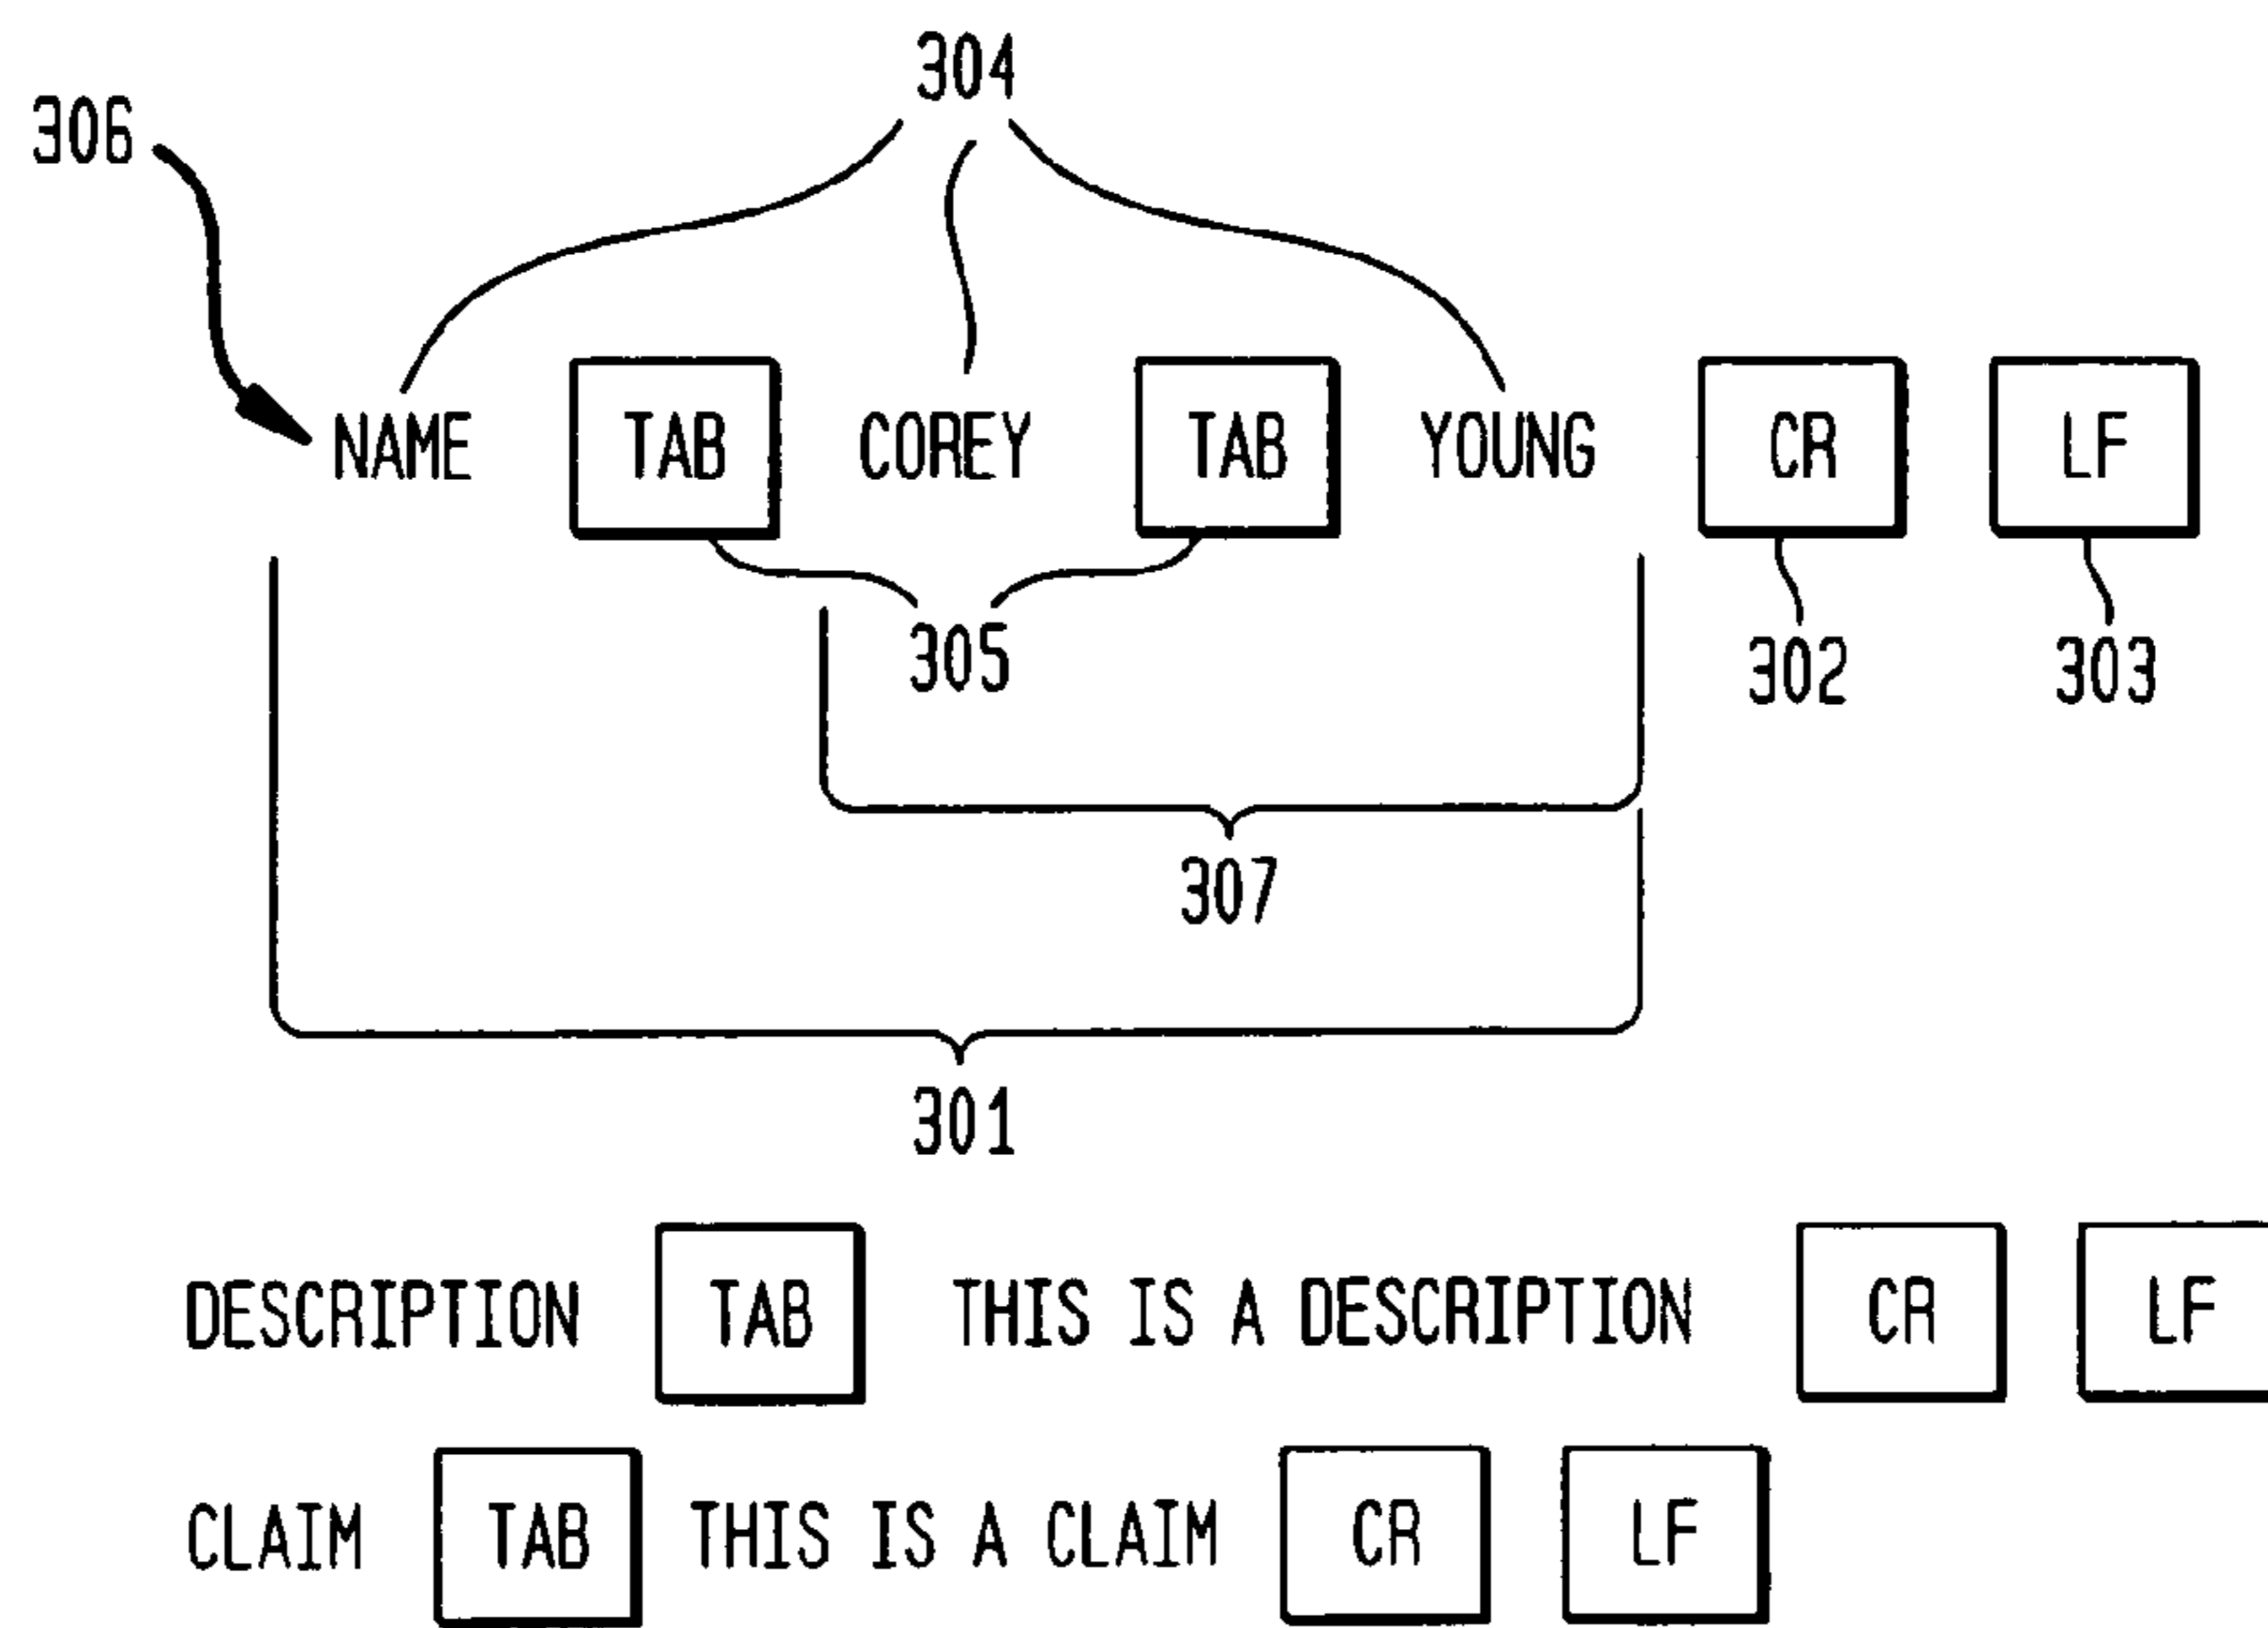 304
306
NAME TAB COREY TAB YOUNG CR LF
305
302 303
307
301
DESCRIPTION TAB THIS IS A DESCRIPTION CR LF
CLAIM TAB THIS IS A CLAIM CR LF